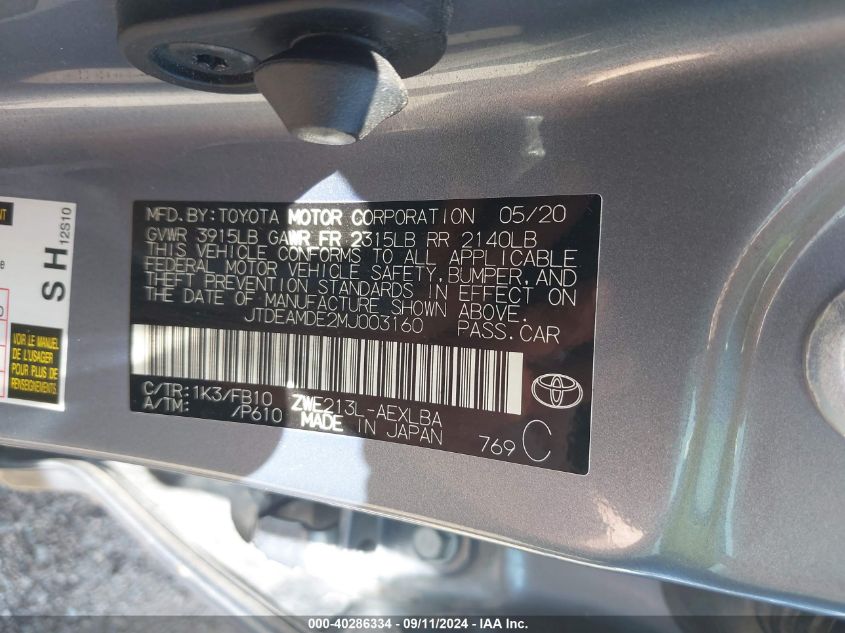 MFD.BY:TOYOTA MOTOR CORPORATION 05/20
GVWR 3915LB GAWR FR 2315LB RR 2140LB
THIS VEHICLE CONFORMS TO ALL APPLICABLE
FEDERAL MOTOR VEHICLE SAFETY,BUMPER,AND
THEFT PREVENTION STANDARDS IN EFFECT ON
THE DATE OF MANUFACTURE SHOWN ABOVE.
JTDEAMDE2MJ003160 PASS.CAR
C/TR:1K3/FB10 ZWE213L-AEXLBA
A/TM: /P610 MADE IN JAPAN
769 C
SH
12S10
VOIR LE MANUEL
DE L'USAGER
POUR PLUS DE
RENSEIGNEMENTS
000-40286334 - 09/11/2024 - IAA Inc.